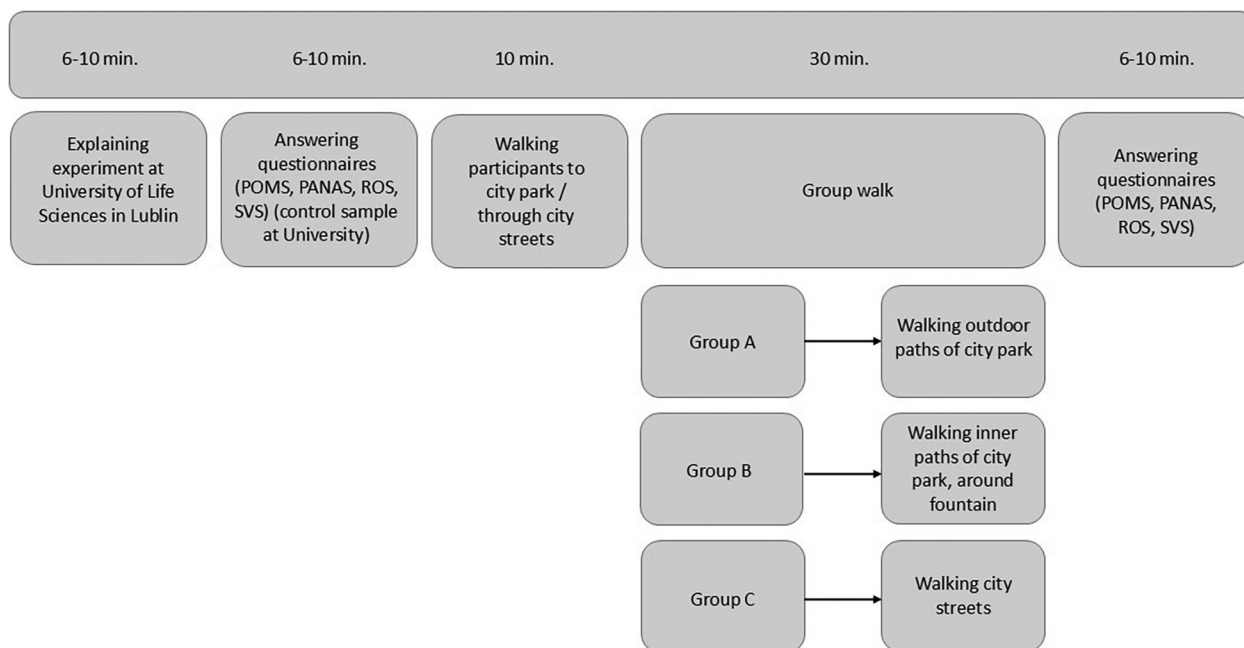 6-10 min.
6-10 min.
10 min.
30 min.
6-10 min.
Explaining
experiment at
University of Life
Sciences in Lublin
Answering
questionnaires
(POMS, PANAS, ROS,
SVS) (control sample
at University)
Walking
participants to
city park /
through city
streets
Group walk
Answering
questionnaires
(POMS, PANAS,
ROS, SVS)
Group A
Walking outdoor
paths of city park
Group B
Walking inner
paths of city
park, around
fountain
Group C
Walking city
streets